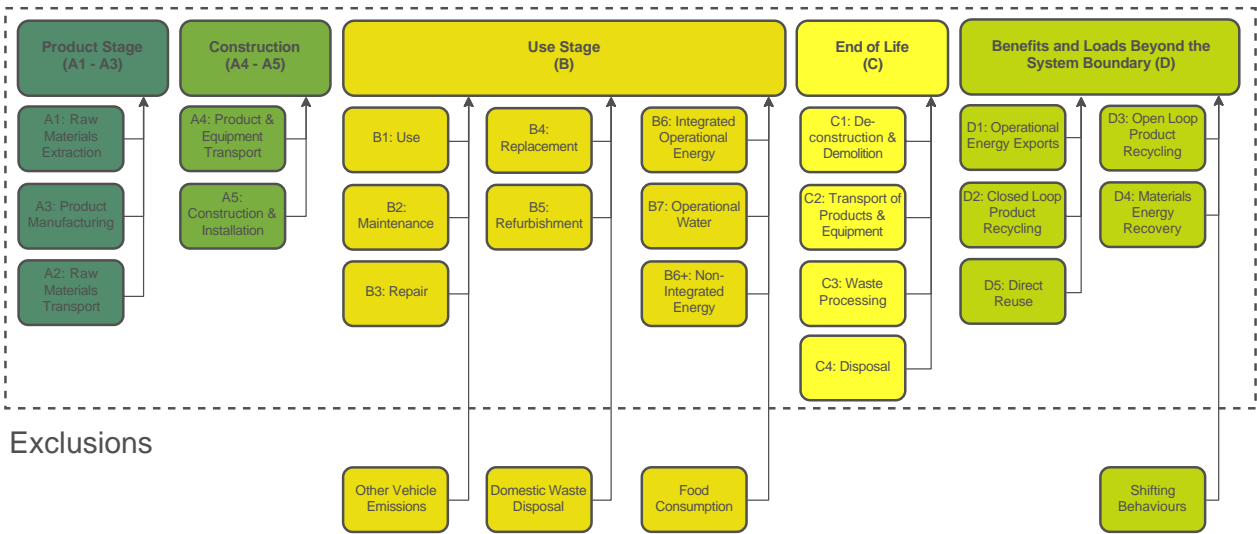 Product Stage
(A1 - A3)
Construction
(A4 - A5)
Use Stage
(B)
End of Life
(C)
Benefits and Loads Beyond the
System Boundary (D)
A1: Raw
Materials
Extraction
A3: Product
Manufacturing
A2: Raw
Materials
Transport
A4: Product &
Equipment
Transport
A5:
Construction &
Installation
B1: Use
B2:
Maintenance
B3: Repair
B4:
Replacement
B5:
Refurbishment
B6: Integrated
Operational
Energy
B7: Operational
Water
B6+: Non-
Integrated
Energy
C1: De-
construction &
Demolition
C2: Transport of
Products &
Equipment
C3: Waste
Processing
C4: Disposal
D1: Operational
Energy Exports
D2: Closed Loop
Product
Recycling
D5: Direct
Reuse
D3: Open Loop
Product
Recycling
D4: Materials
Energy
Recovery
Exclusions
Other Vehicle
Emissions
Domestic Waste
Disposal
Food
Consumption
Shifting
Behaviours